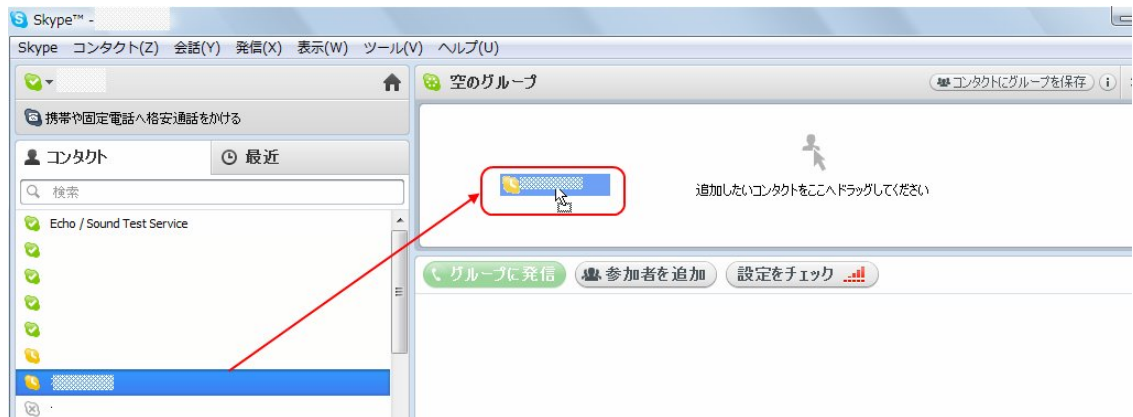 Skype™ -
Skype コンタクト(Z) 会話(Y) 発信(X) 表示(W) ツール(V) ヘルプ(U)
空のグループ
コンタクトにグループを保存
携帯や固定電話へ格安通話をかける
コンタクト
最近
検索
Echo / Sound Test Service
追加したいコンタクトをここへドラッグしてください
グループに発信
参加者を追加
設定をチェック